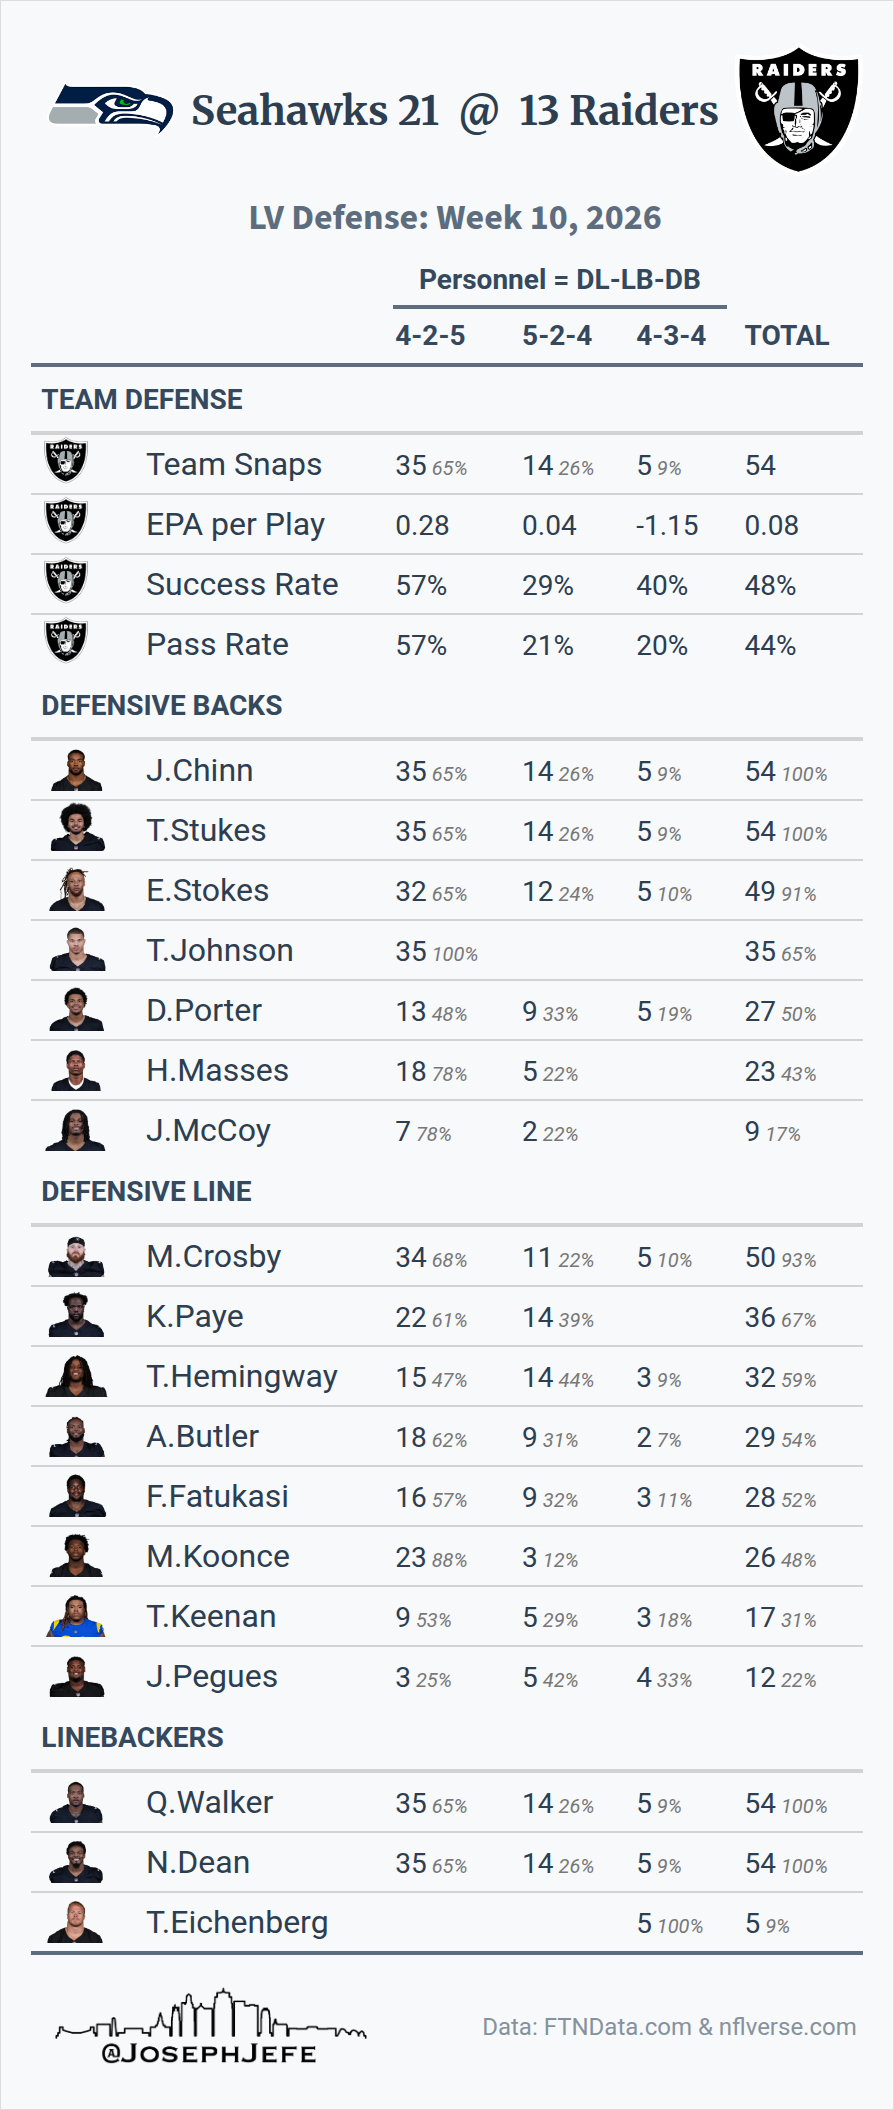 Seahawks 21 @ 13 Raiders
RAIDERS
LV Defense: Week 10, 2026
Personnel = DL-LB-DB
4-2-5 5-2-4 4-3-4 TOTAL
TEAM DEFENSE
RAIDERS Team Snaps 35 65% 14 26% 5 9% 54
RAIDERS EPA per Play 0.28 0.04 -1.15 0.08
RAIDERS Success Rate 57% 29% 40% 48%
RAIDERS Pass Rate 57% 21% 20% 44%
DEFENSIVE BACKS
J.Chinn 35 65% 14 26% 5 9% 54 100%
T.Stukes 35 65% 14 26% 5 9% 54 100%
E.Stokes 32 65% 12 24% 5 10% 49 91%
T.Johnson 35 100% 35 65%
D.Porter 13 48% 9 33% 5 19% 27 50%
H.Masses 18 78% 5 22% 23 43%
J.McCoy 7 78% 2 22% 9 17%
DEFENSIVE LINE
M.Crosby 34 68% 11 22% 5 10% 50 93%
K.Paye 22 61% 14 39% 36 67%
T.Hemingway 15 47% 14 44% 3 9% 32 59%
A.Butler 18 62% 9 31% 2 7% 29 54%
F.Fatukasi 16 57% 9 32% 3 11% 28 52%
M.Koonce 23 88% 3 12% 26 48%
T.Keenan 9 53% 5 29% 3 18% 17 31%
J.Pegues 3 25% 5 42% 4 33% 12 22%
LINEBACKERS
Q.Walker 35 65% 14 26% 5 9% 54 100%
N.Dean 35 65% 14 26% 5 9% 54 100%
T.Eichenberg 5 100% 5 9%
@JOSEPHJEFE
Data: FTNData.com & nflverse.com